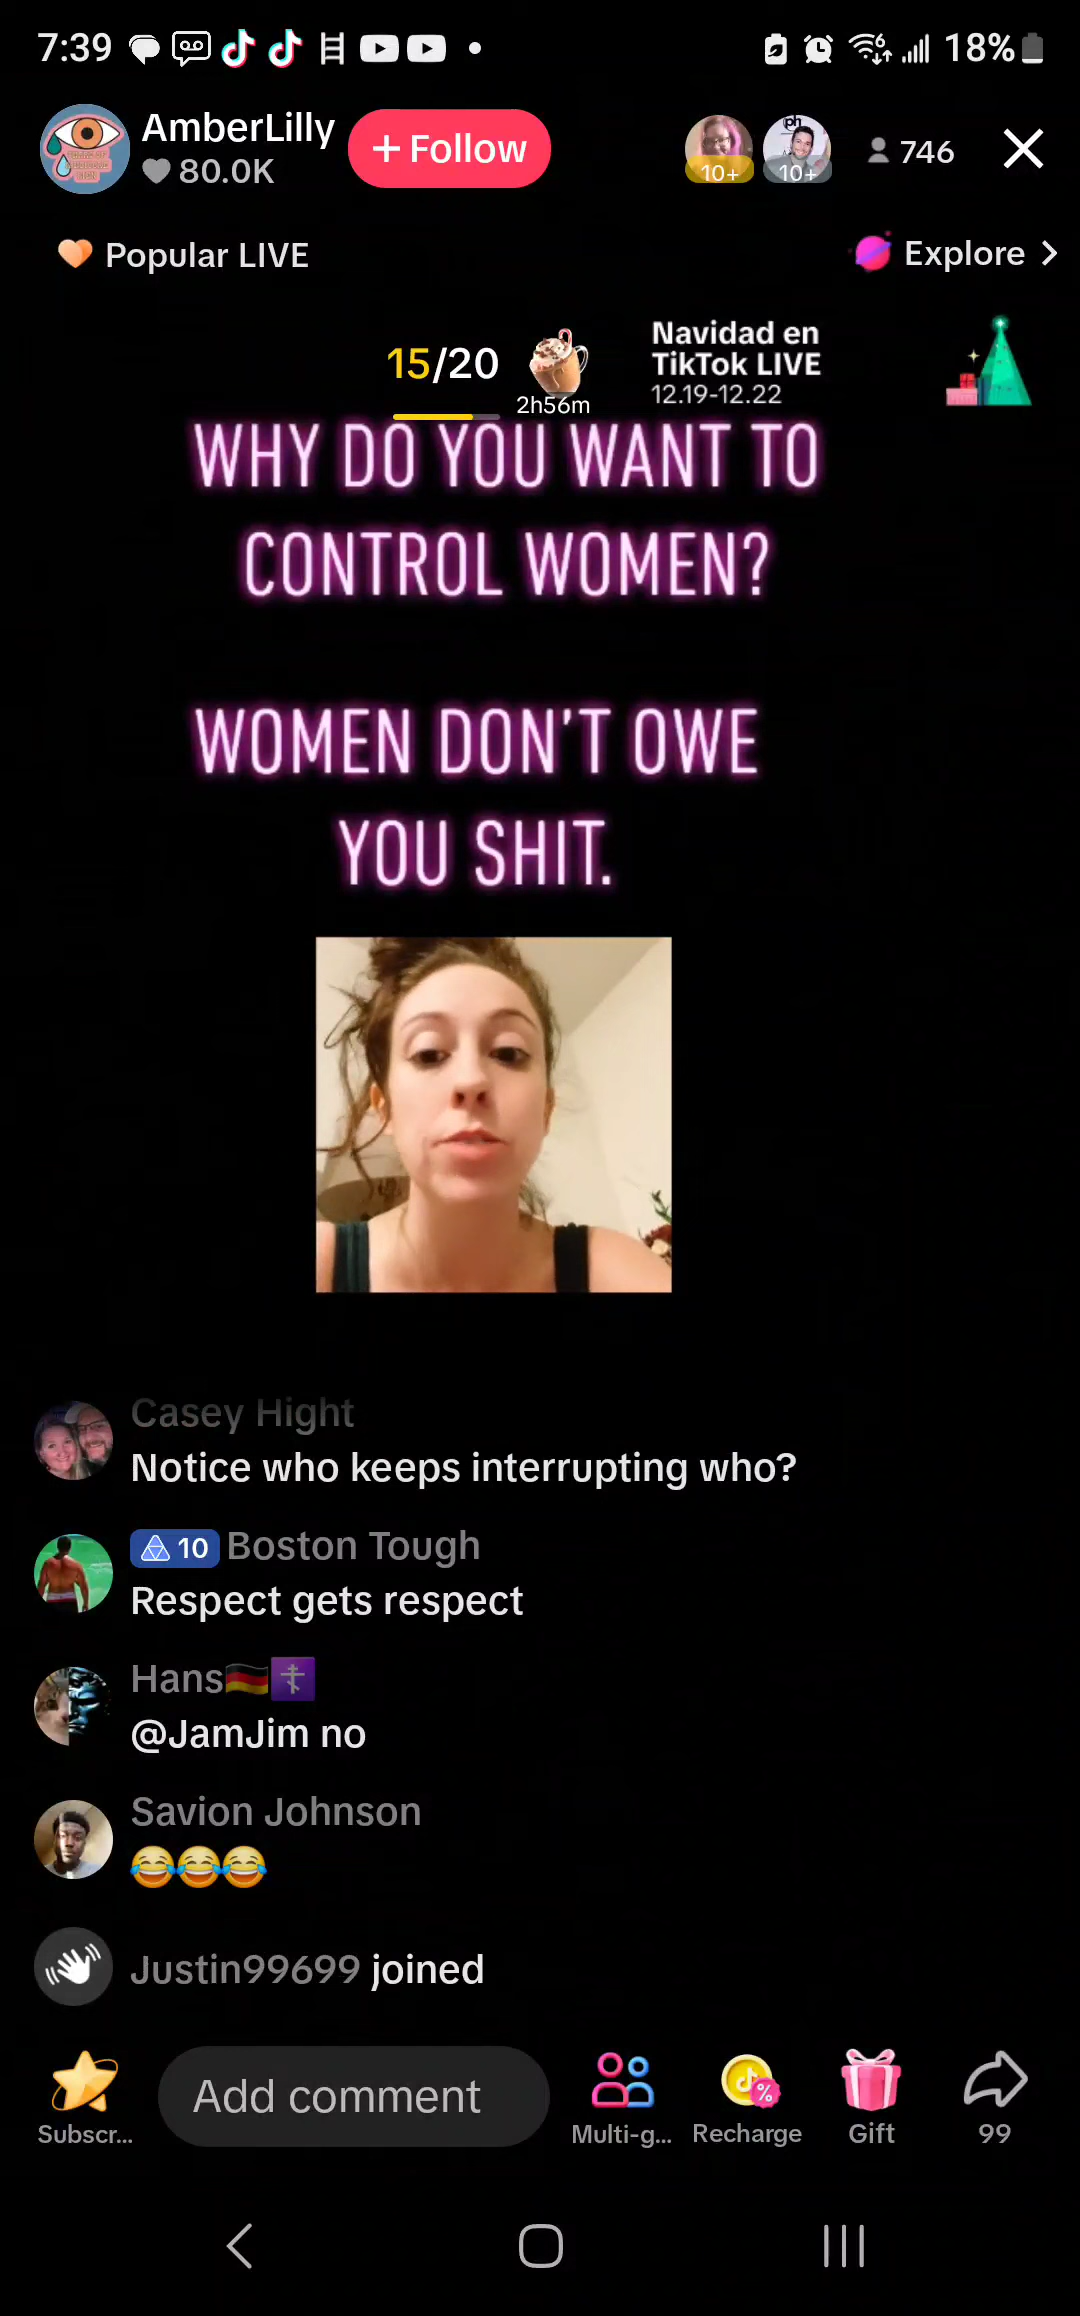 7:39
18%
AmberLilly
80.0K
+ Follow
10+
10+
746
Popular LIVE
Explore >
15/20
2h56m
Navidad en
TikTok LIVE
12.19-12.22
WHY DO YOU WANT TO
CONTROL WOMEN?
WOMEN DON'T OWE
YOU SHIT.
Casey Hight
Notice who keeps interrupting who?
10 Boston Tough
Respect gets respect
Hans🇩🇪☦️
@JamJim no
Savion Johnson
😂😂😂
Justin99699 joined
Add comment
Subscr...
Multi-g...
Recharge
Gift
99